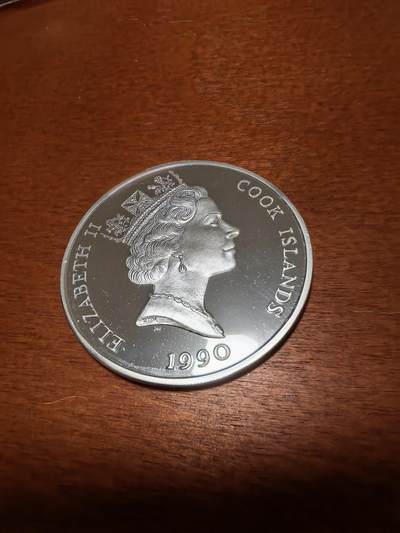 ELIZABETH II
COOK ISLANDS
1990